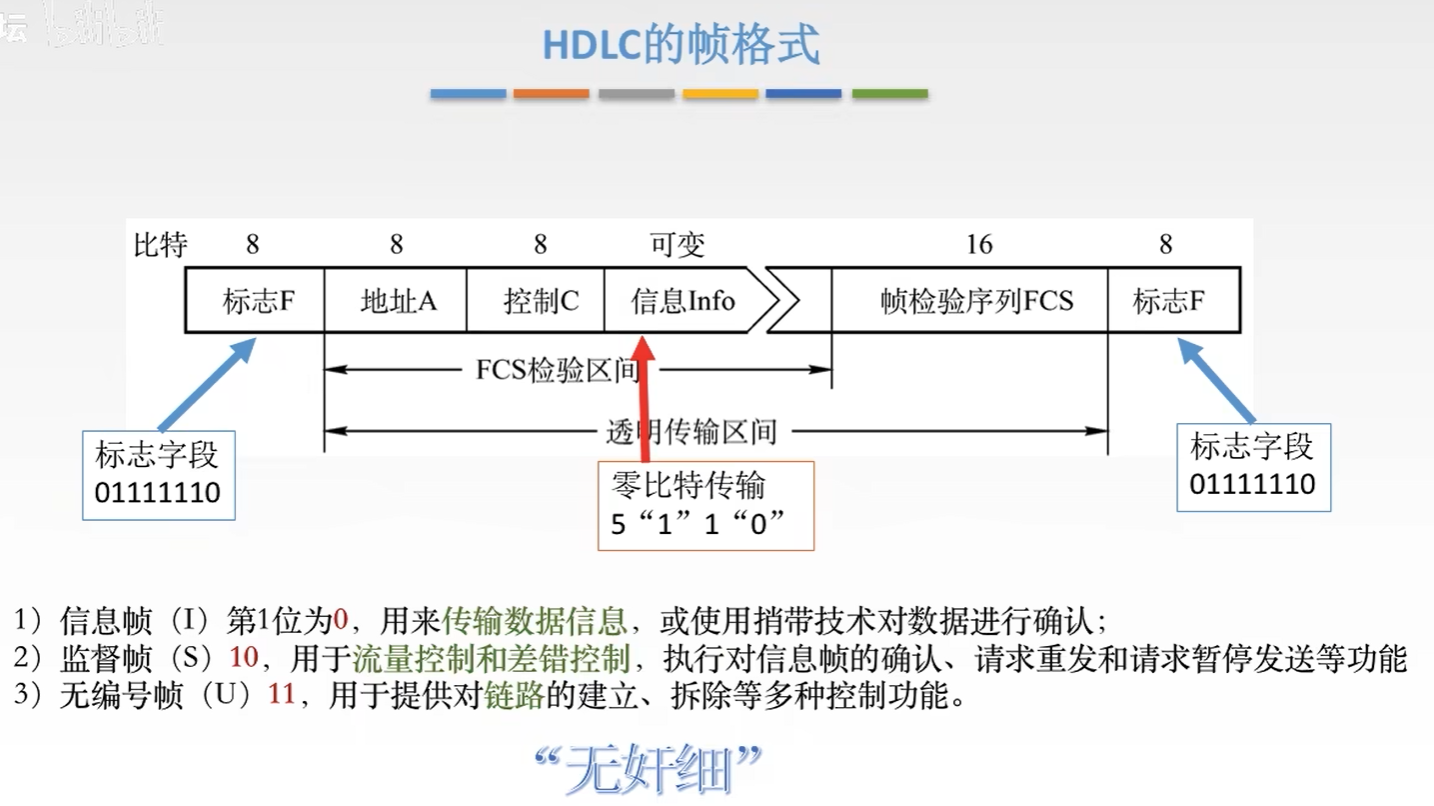 坛 bilibili
HDLC的帧格式
比特 8 8 8 可变 16 8
标志F 地址A 控制C 信息Info 帧检验序列FCS 标志F
FCS检验区间
透明传输区间
标志字段
01111110
零比特传输
5“1”1“0”
标志字段
01111110
1）信息帧（I）第1位为0，用来传输数据信息，或使用捎带技术对数据进行确认；
2）监督帧（S）10，用于流量控制和差错控制，执行对信息帧的确认、请求重发和请求暂停发送等功能
3）无编号帧（U）11，用于提供对链路的建立、拆除等多种控制功能。
“无奸细”